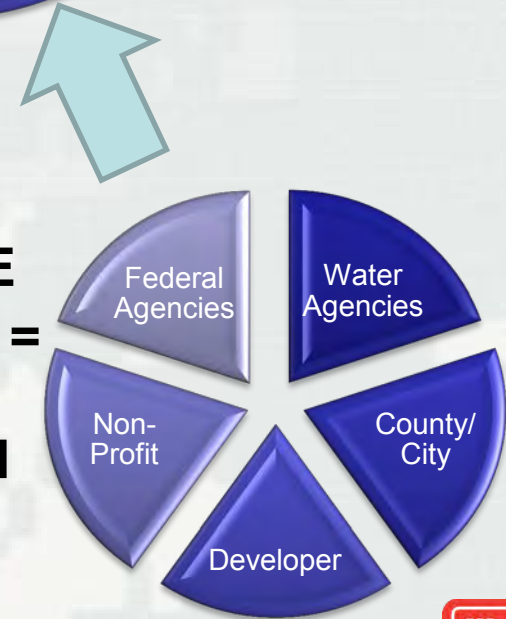 Federal
Agencies
Water
Agencies
E
=
Non-
Profit
County/
City
Developer